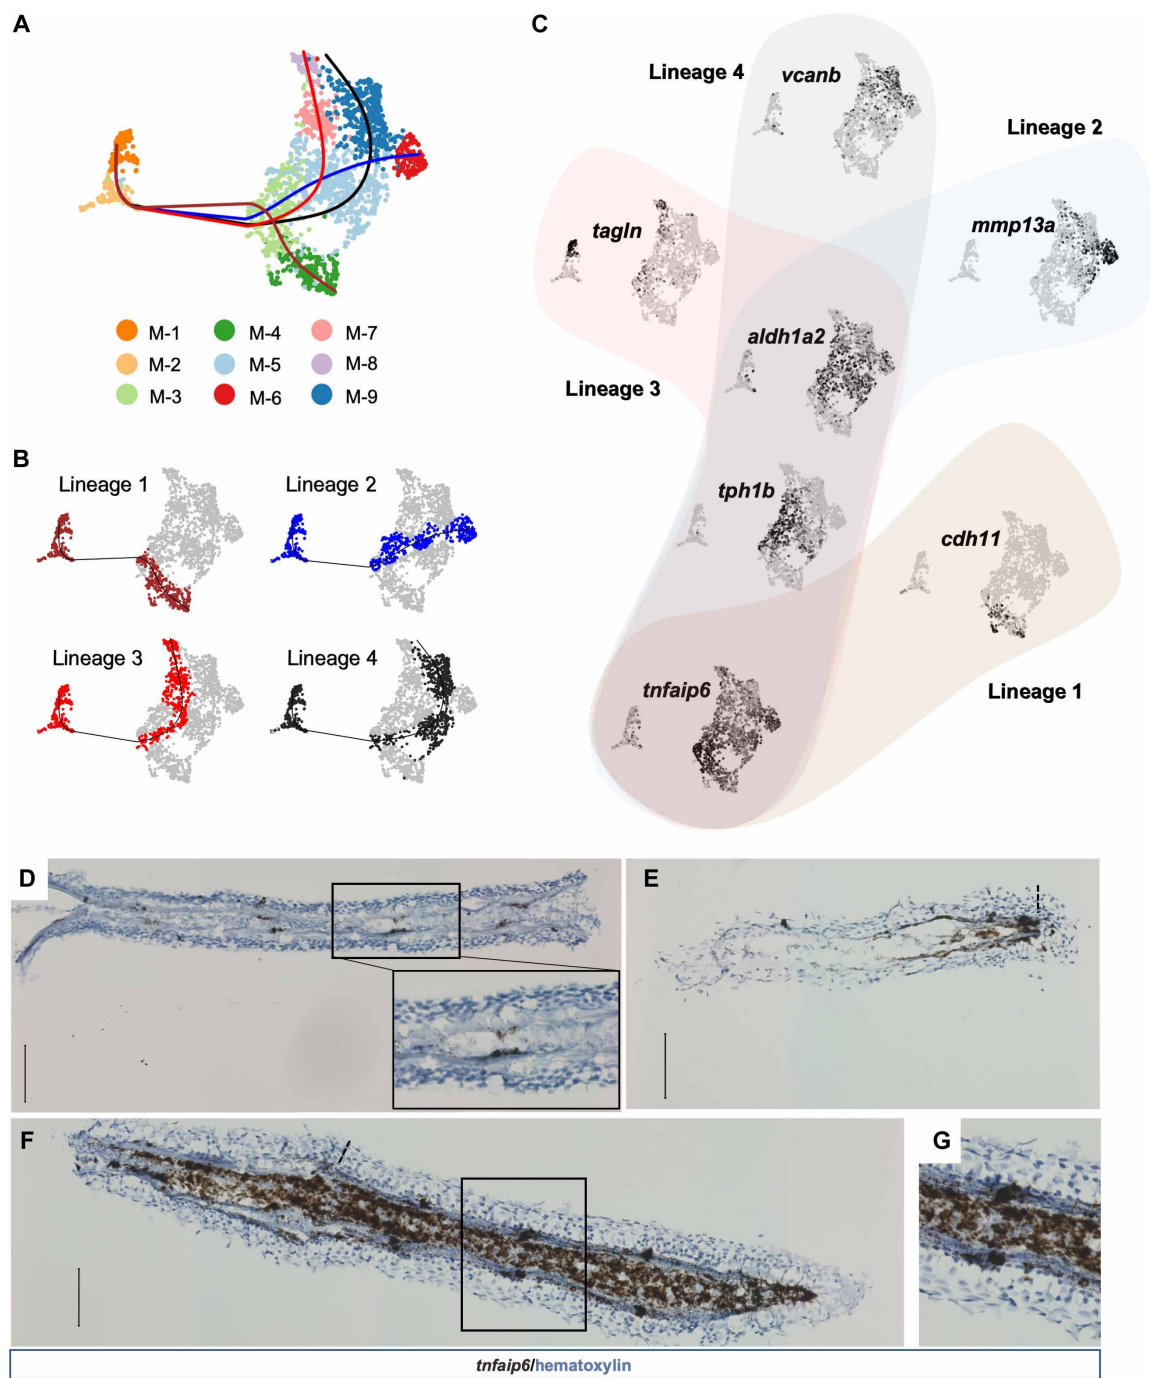 A
M-1
M-4
M-7
M-2
M-5
M-8
M-3
M-6
M-9
B
Lineage 1
Lineage 2
Lineage 3
Lineage 4
C
Lineage 4
vcanb
Lineage 2
tagln
mmp13a
aldh1a2
Lineage 3
tph1b
cdh11
tnfaip6
Lineage 1
D
E
F
G
tnfaip6/hematoxylin